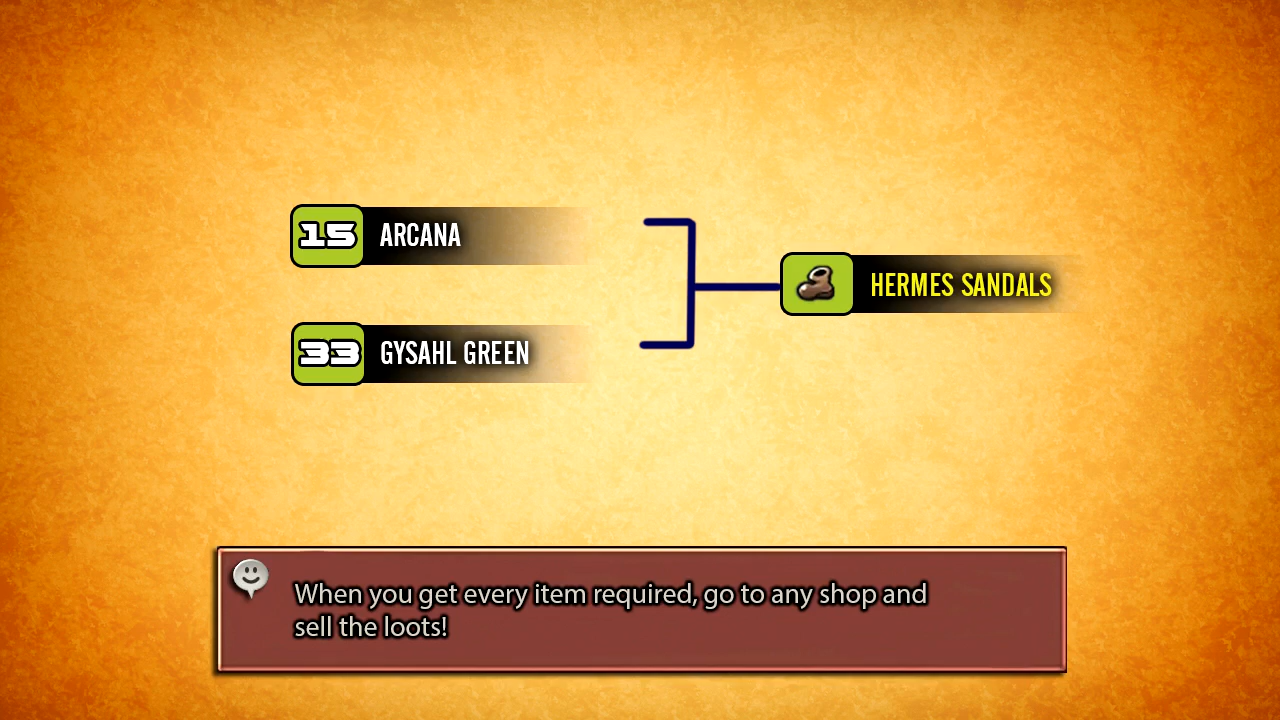 15 ARCANA
33 GYSAHL GREEN
HERMES SANDALS
When you get every item required, go to any shop and
sell the loots!